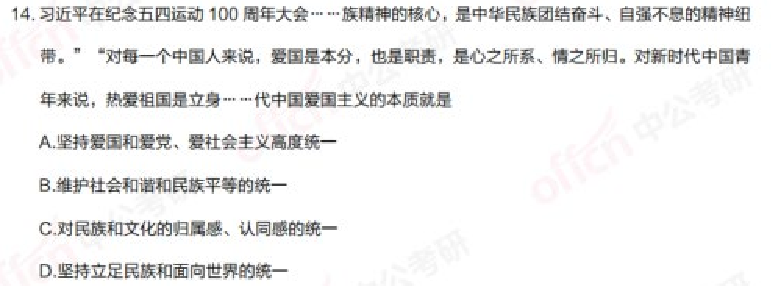 14. 习近平在纪念五四运动 100 周年大会……族精神的核心，是中华民族团结奋斗、自强不息的精神纽
带。”“对每一个中国人来说，爱国是本分，也是职责，是心之所系、情之所归。对新时代中国青
年来说，热爱祖国是立身……代中国爱国主义的本质就是
A.坚持爱国和爱党、爱社会主义高度统一
B.维护社会和谐和民族平等的统一
C.对民族和文化的归属感、认同感的统一
D.坚持立足民族和面向世界的统一
offcn 中公考研